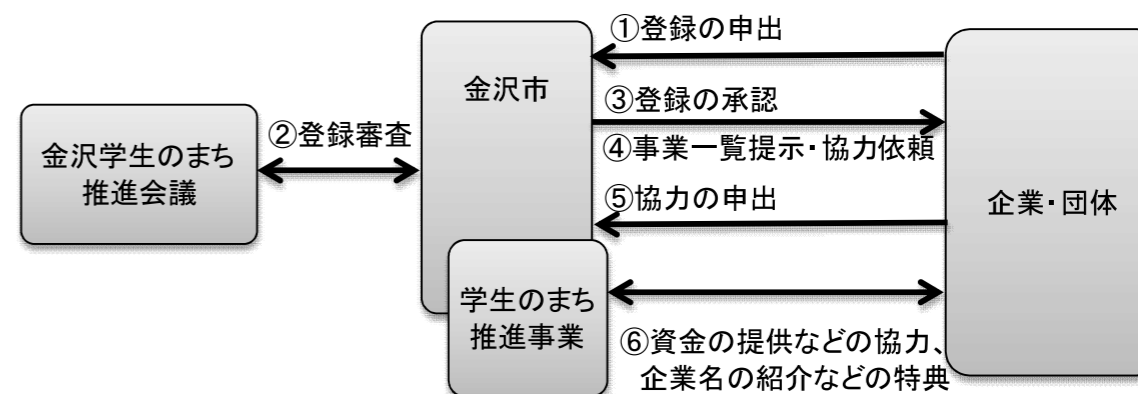 ①登録の申出
金沢市
③登録の承認
②登録審査
④事業一覧提示・協力依頼
金沢学生のまち
推進会議
⑤協力の申出
企業・団体
学生のまち
推進事業
⑥資金の提供などの協力、
企業名の紹介などの特典